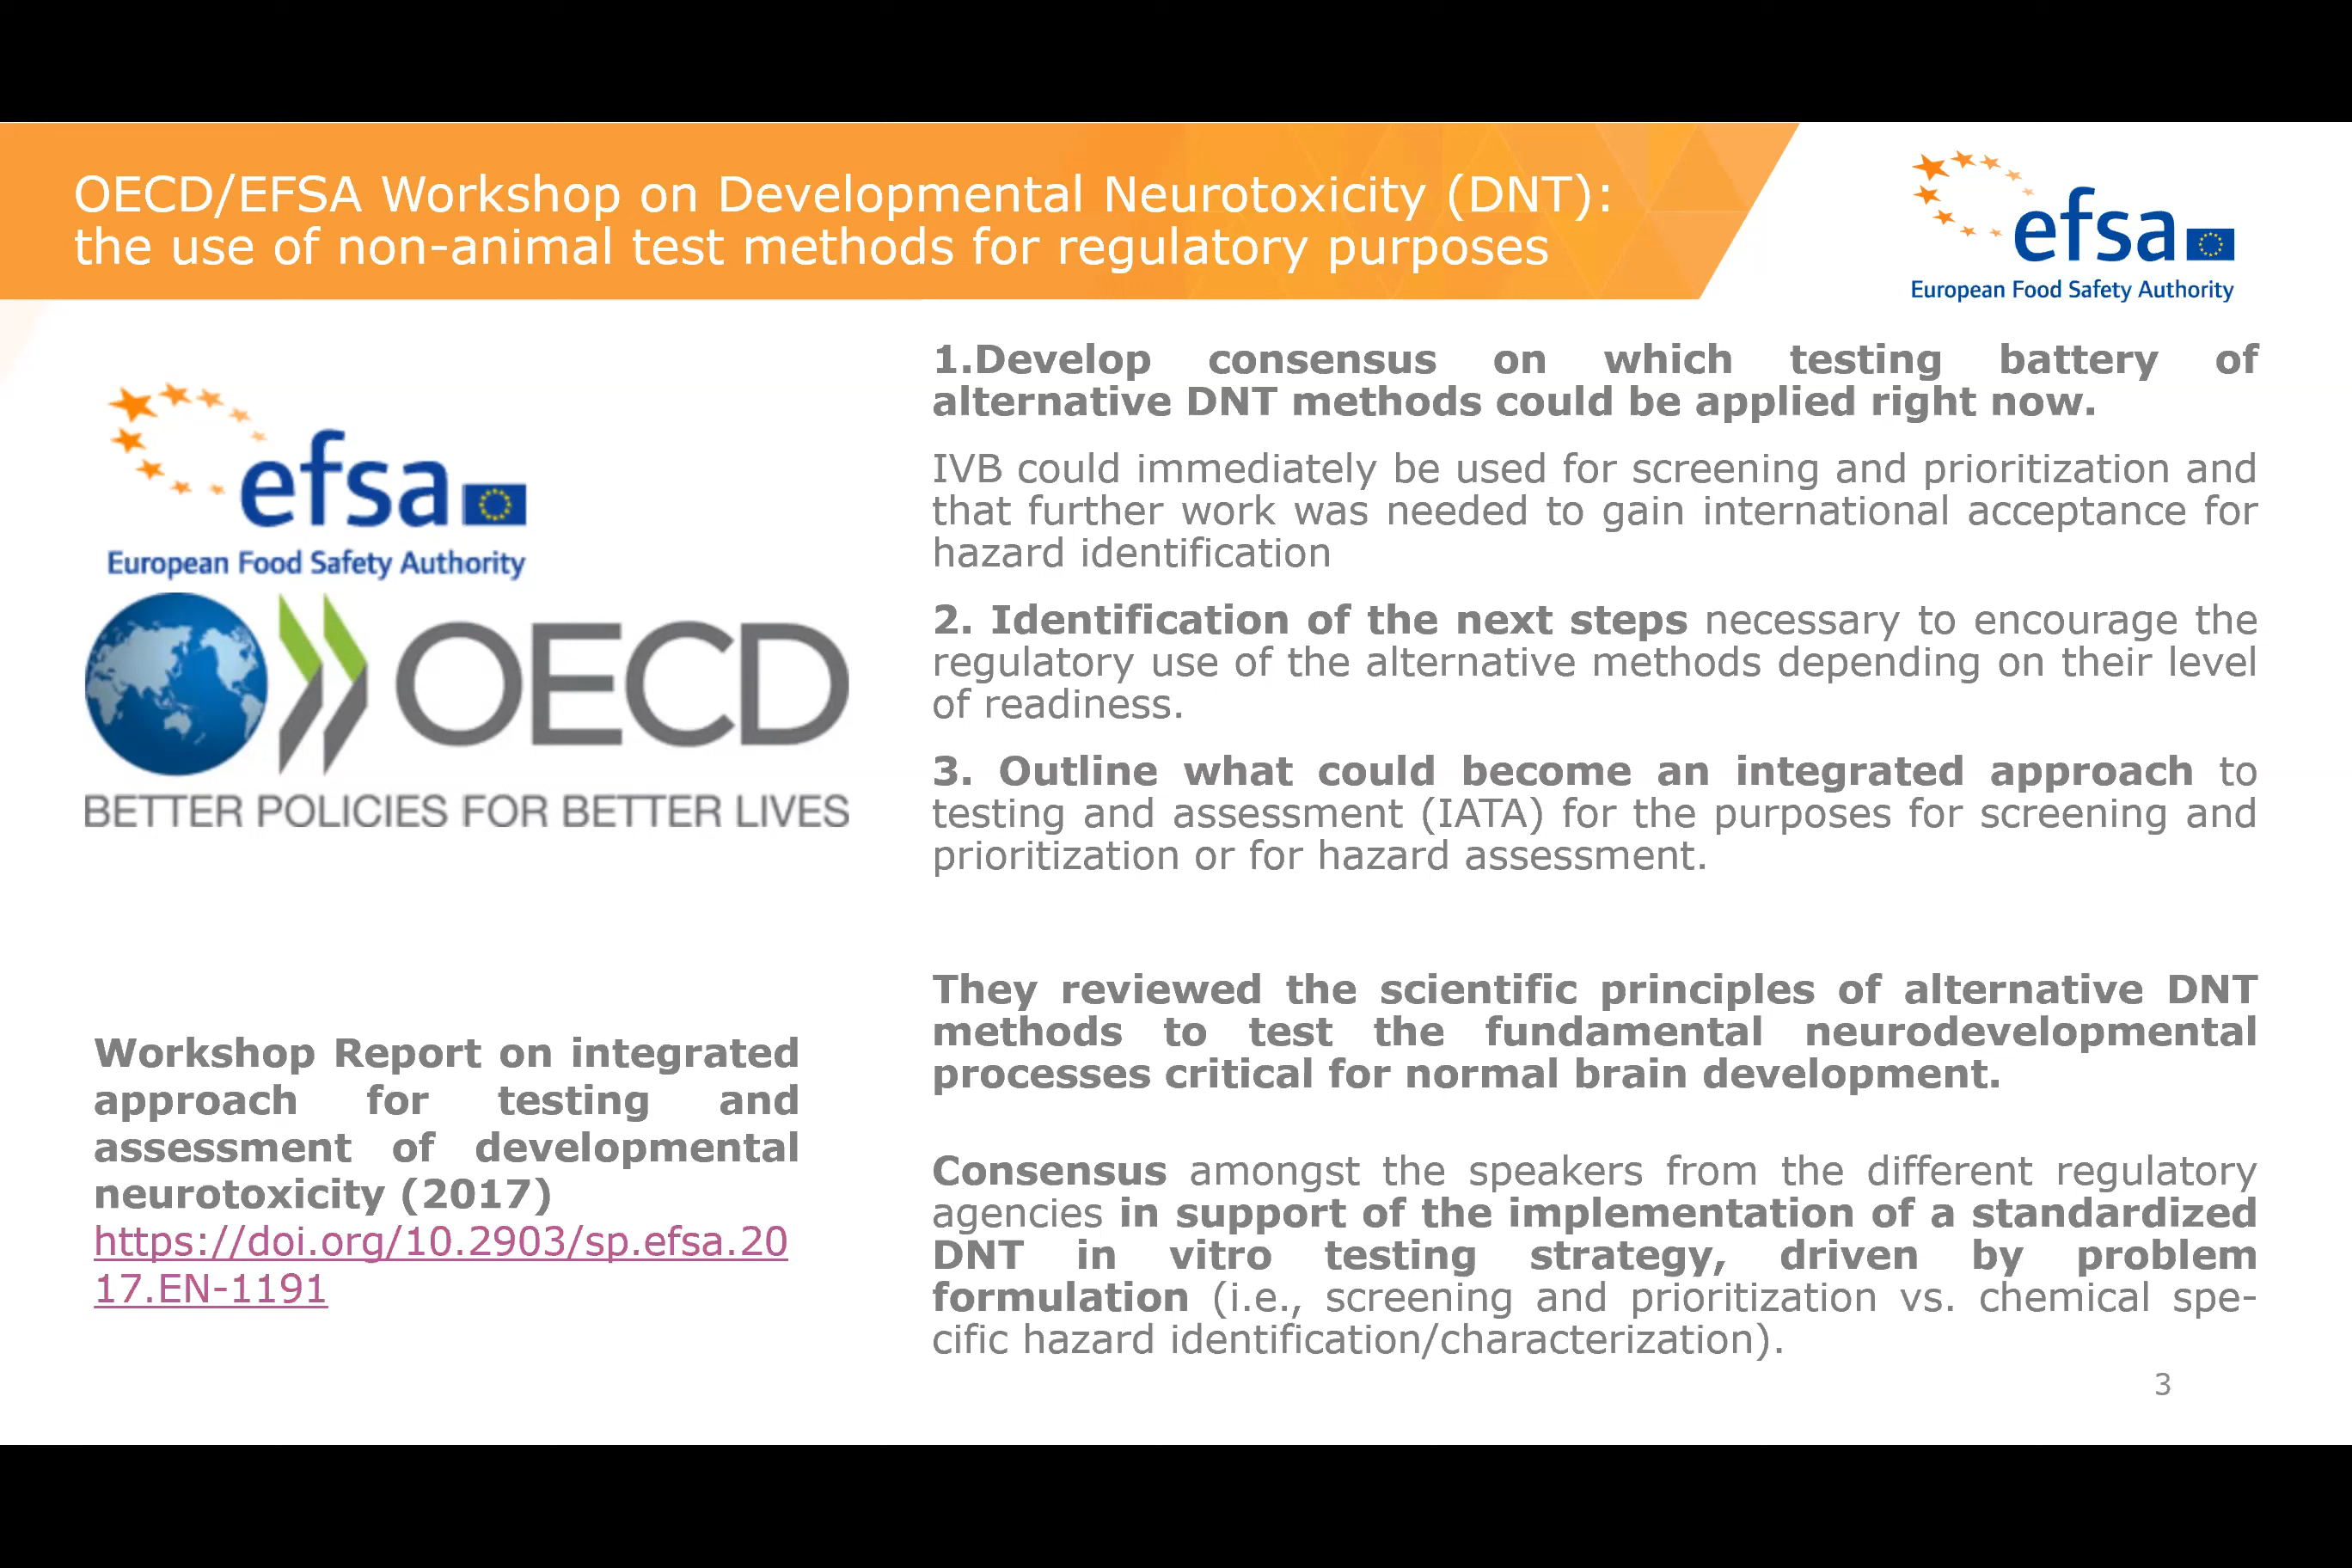 OECD/EFSA Workshop on Developmental Neurotoxicity (DNT):
the use of non-animal test methods for regulatory purposes
efsa
European Food Safety Authority
efsa
European Food Safety Authority
OECD
BETTER POLICIES FOR BETTER LIVES
Workshop Report on integrated
approach for testing and
assessment of developmental
neurotoxicity (2017)
https://doi.org/10.2903/sp.efsa.20
17.EN-1191
1.Develop consensus on which testing battery of
alternative DNT methods could be applied right now.
IVB could immediately be used for screening and prioritization and
that further work was needed to gain international acceptance for
hazard identification
2. Identification of the next steps necessary to encourage the
regulatory use of the alternative methods depending on their level
of readiness.
3. Outline what could become an integrated approach to
testing and assessment (IATA) for the purposes for screening and
prioritization or for hazard assessment.
They reviewed the scientific principles of alternative DNT
methods to test the fundamental neurodevelopmental
processes critical for normal brain development.
Consensus amongst the speakers from the different regulatory
agencies in support of the implementation of a standardized
DNT in vitro testing strategy, driven by problem
formulation (i.e., screening and prioritization vs. chemical spe-
cific hazard identification/characterization).
3